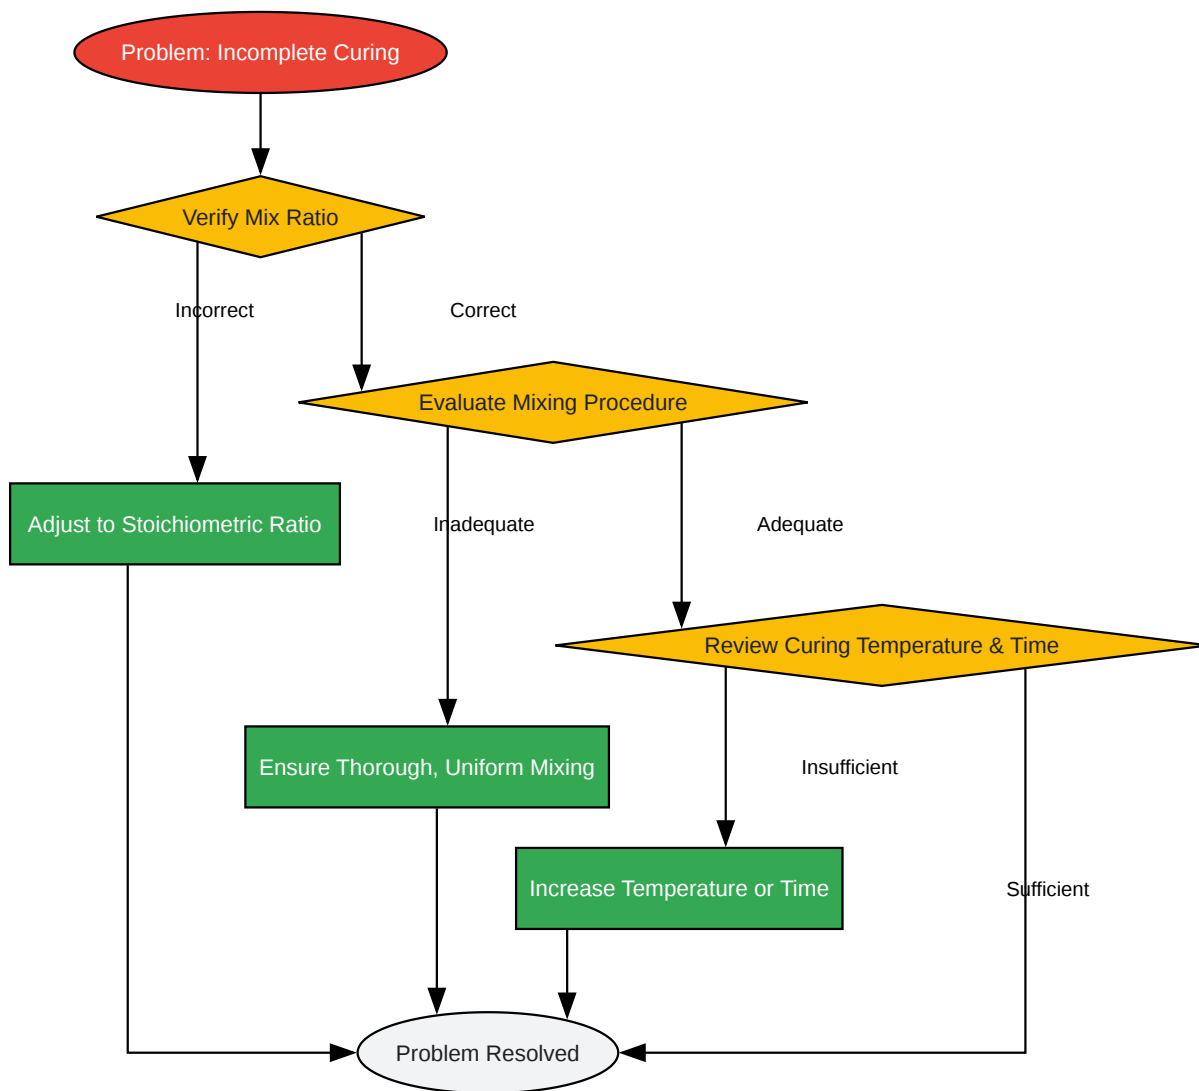 Problem: Incomplete Curing
Verify Mix Ratio
Incorrect
Correct
Evaluate Mixing Procedure
Adjust to Stoichiometric Ratio
Inadequate
Adequate
Review Curing Temperature & Time
Ensure Thorough, Uniform Mixing
Insufficient
Increase Temperature or Time
Sufficient
Problem Resolved